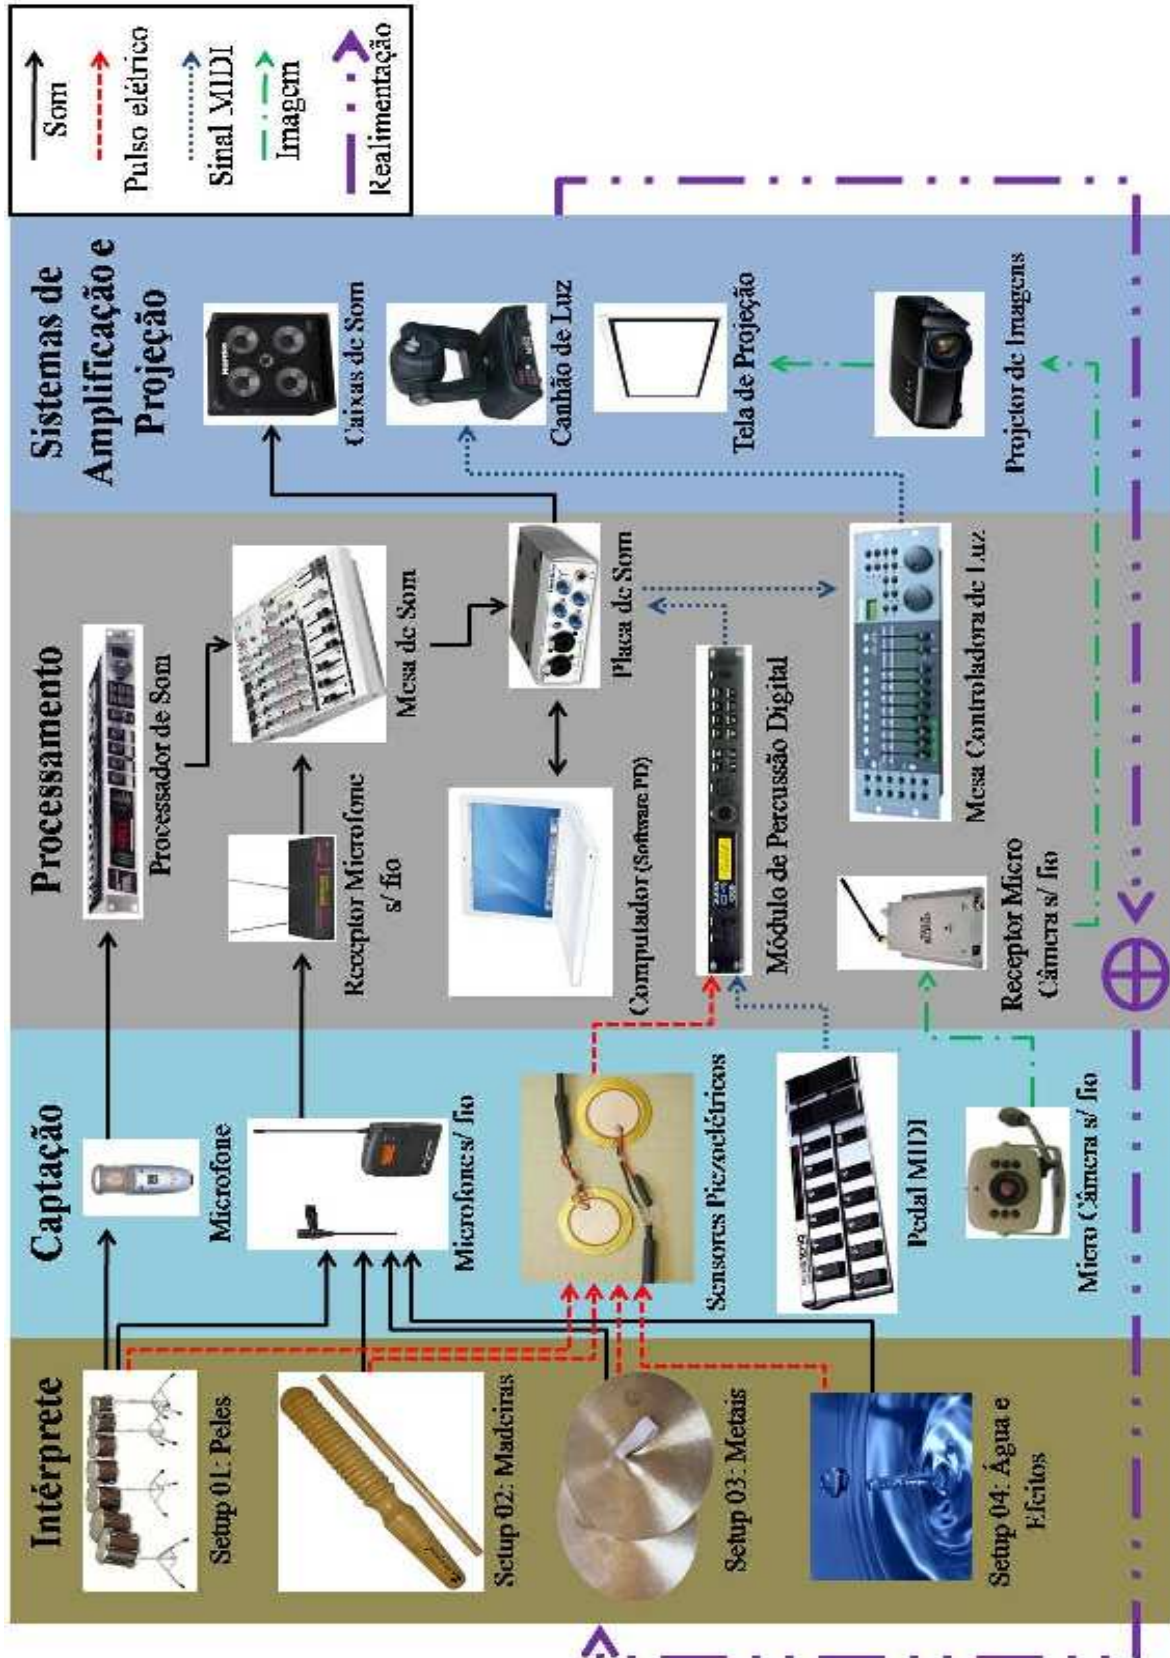 Intérprete
Setup 01: Peles
Setup 02: Madeiras
Setup 03: Metais
Setup 04: Água e
Efeitos
Captação
Microfone
Microfone s/ fio
Sensores Piezoelétricos
Pedal MIDI
Micro Câmera s/ fio
Processamento
Processador de Som
Receptor Microfone
s/ fio
Mesa de Som
Computador (Software PD)
Placa de Som
Módulo de Percussão Digital
Mesa Controladora de Luz
Receptor Micro
Câmera s/ fio
Sistemas de
Amplificação e
Projeção
Caixas de Som
Canhão de Luz
Tela de Projeção
Projetor de Imagens
Som
Pulso elétrico
Sinal MIDI
Imagem
Realimentação